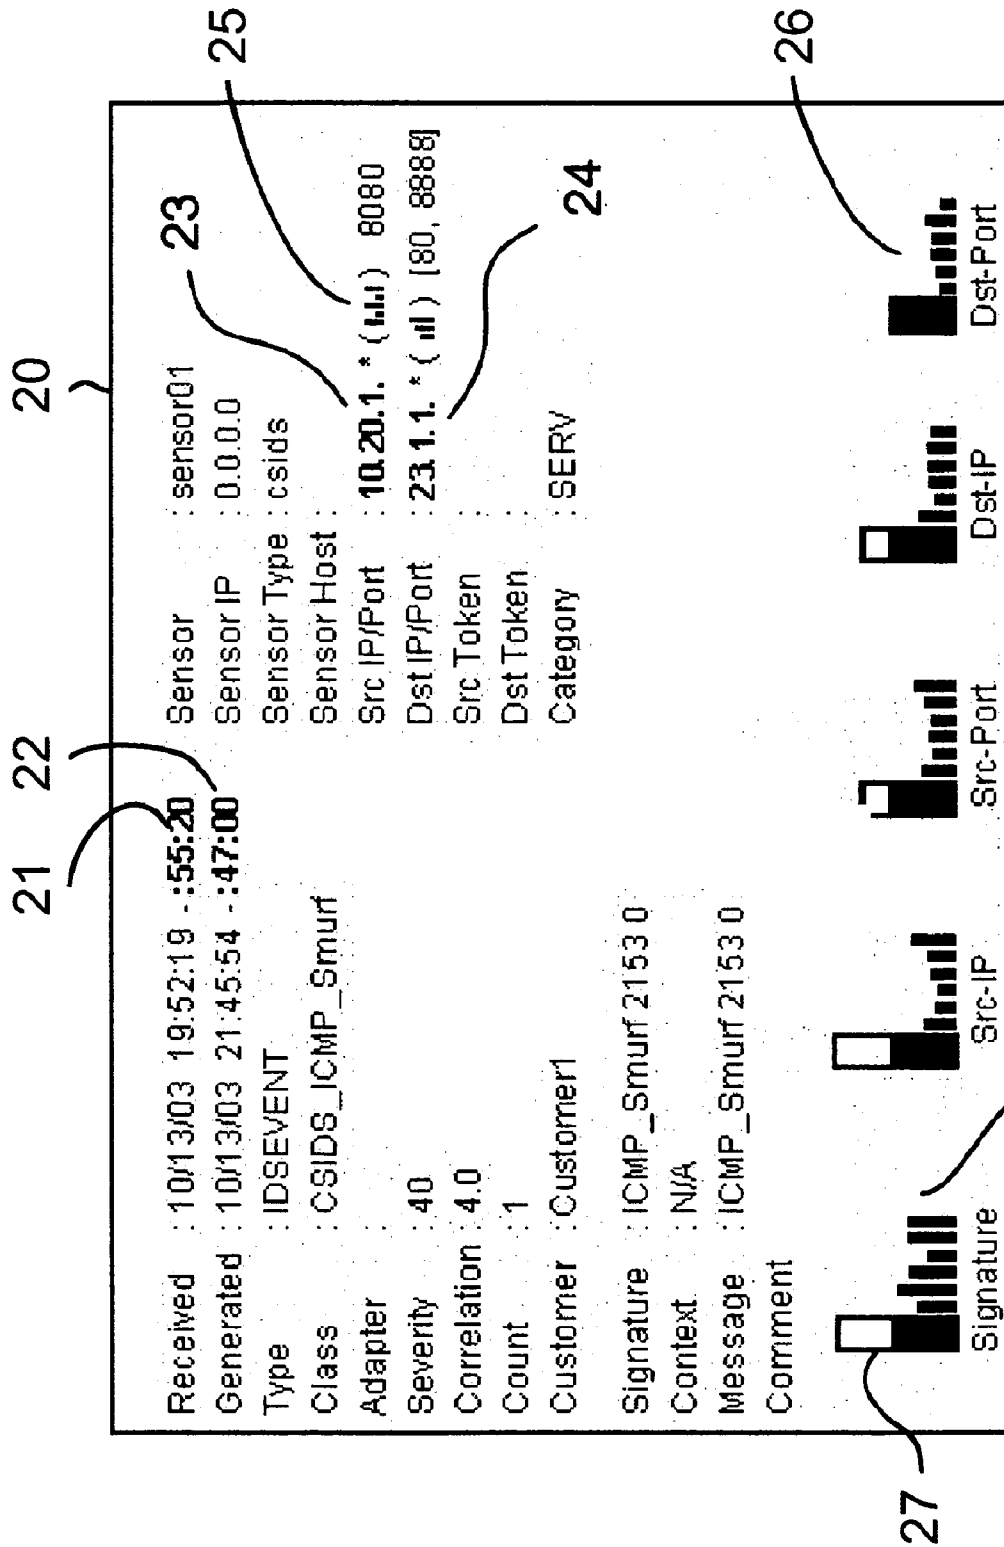 20
21
22
23
25
24
26
27
Received : 10/13/03 19:52:19 -:55:20
Generated : 10/13/03 21:45:54 -:47:00
Type : IDSEVENT
Class : CSIDS_ICMP_Smurf
Adapter :
Severity : 40
Correlation : 4.0
Count : 1
Customer : Customer1
Signature : ICMP_Smurf 2153 0
Context : N/A
Message : ICMP_Smurf 2153 0
Comment
Sensor : sensor01
Sensor IP : 0.0.0.0
Sensor Type : csids
Sensor Host :
Src IP/Port : 10.20.1. * ( ) 8080
Dst IP/Port : 23.1.1. * ( ) [80, 8888]
Src Token :
Dst Token :
Category : SERV
Signature
Src-IP
Src-Port
Dst-IP
Dst-Port